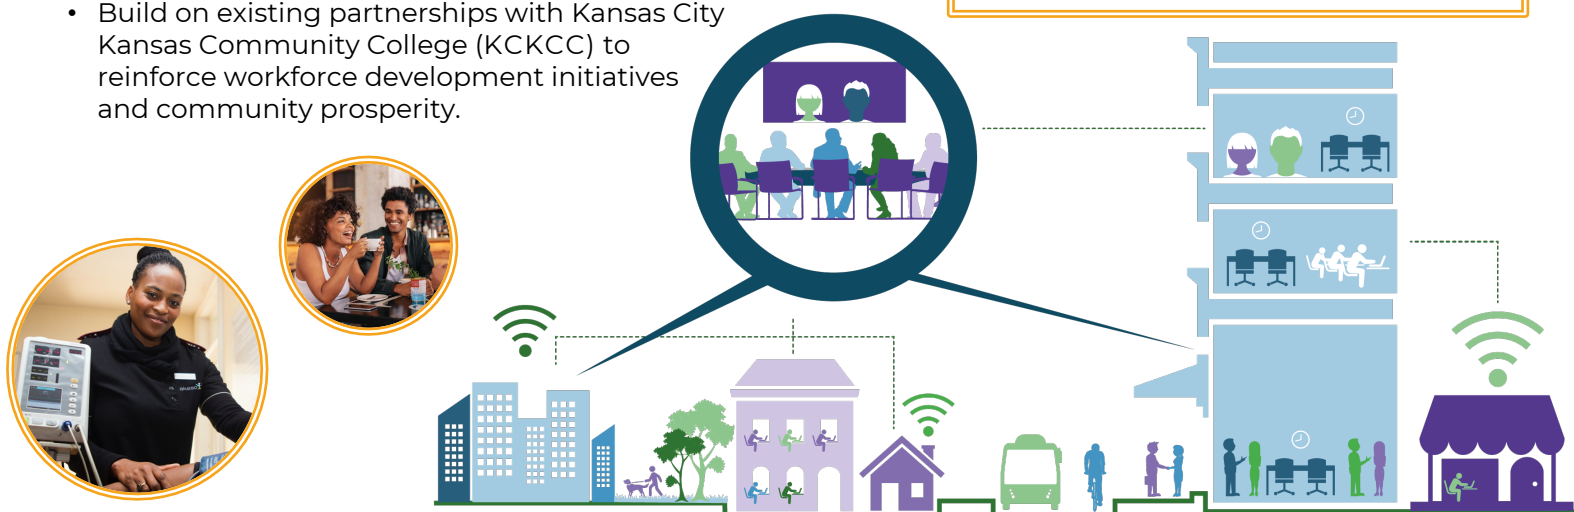 • Build on existing partnerships with Kansas City
Kansas Community College (KCKCC) to
reinforce workforce development initiatives
and community prosperity.